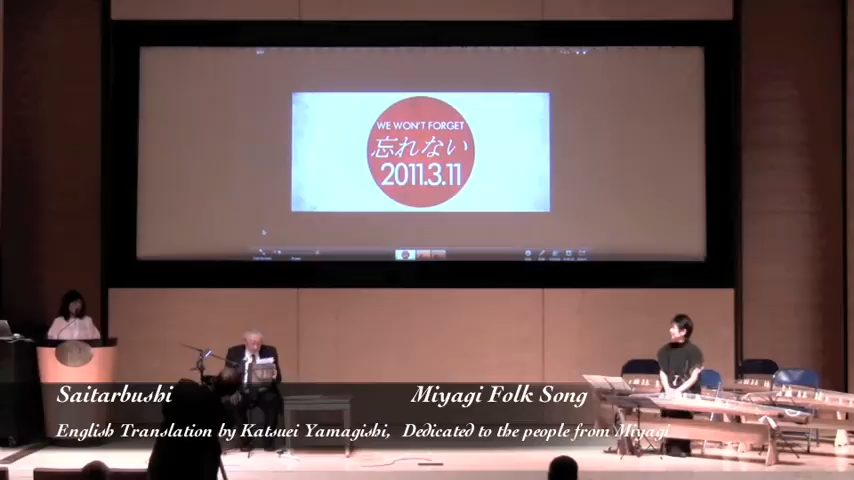 WE WON'T FORGET
忘れない
2011.3.11
Saitarbushi Miyagi Folk Song
English Translation by Katsuei Yamagishi, Dedicated to the people from Miyagi